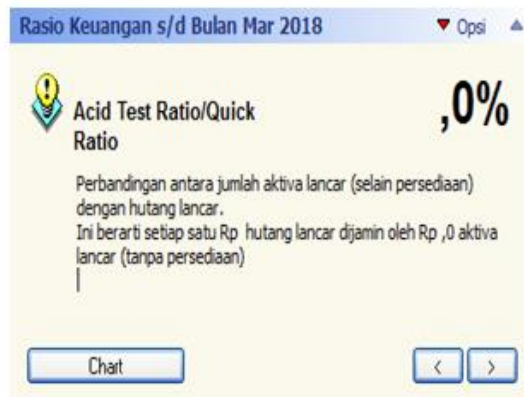 Rasio Keuangan s/d Bulan Mar 2018
Opsi
Acid Test Ratio/Quick
Ratio
,0%
Perbandingan antara jumlah aktiva lancar (selain persediaan)
dengan hutang lancar.
Ini berarti setiap satu Rp hutang lancar dijamin oleh Rp ,0 aktiva
lancar (tanpa persediaan)
Chart
< >